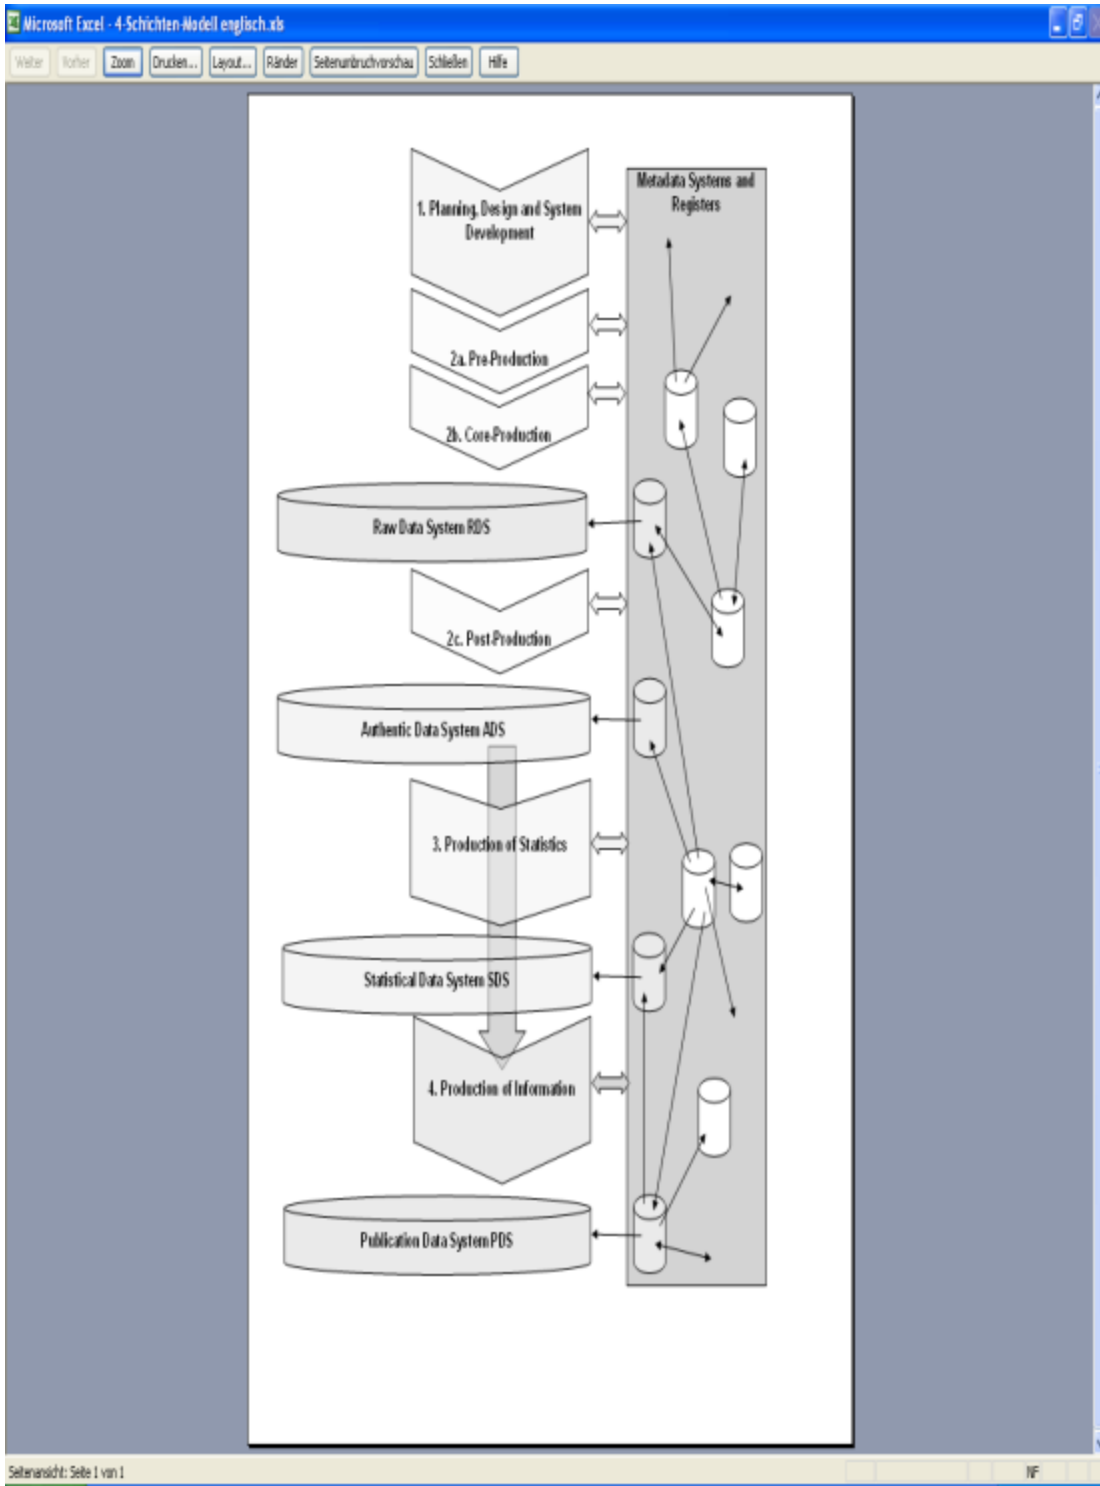 Microsoft Excel - 4-Schichten-Modell englisch.xls
Weiter Vorher Zoom Drucken... Layout... Ränder Seitenumbruchvorschau Schließen Hilfe
Metadata Systems and
Registers
1. Planning, Design and System
Development
2a. Pre-Production
2b. Core-Production
Raw Data System RDS
2c. Post-Production
Authentic Data System ADS
3. Production of Statistics
Statistical Data System SDS
4. Production of Information
Publication Data System PDS
Seitenansicht: Seite 1 von 1
NF